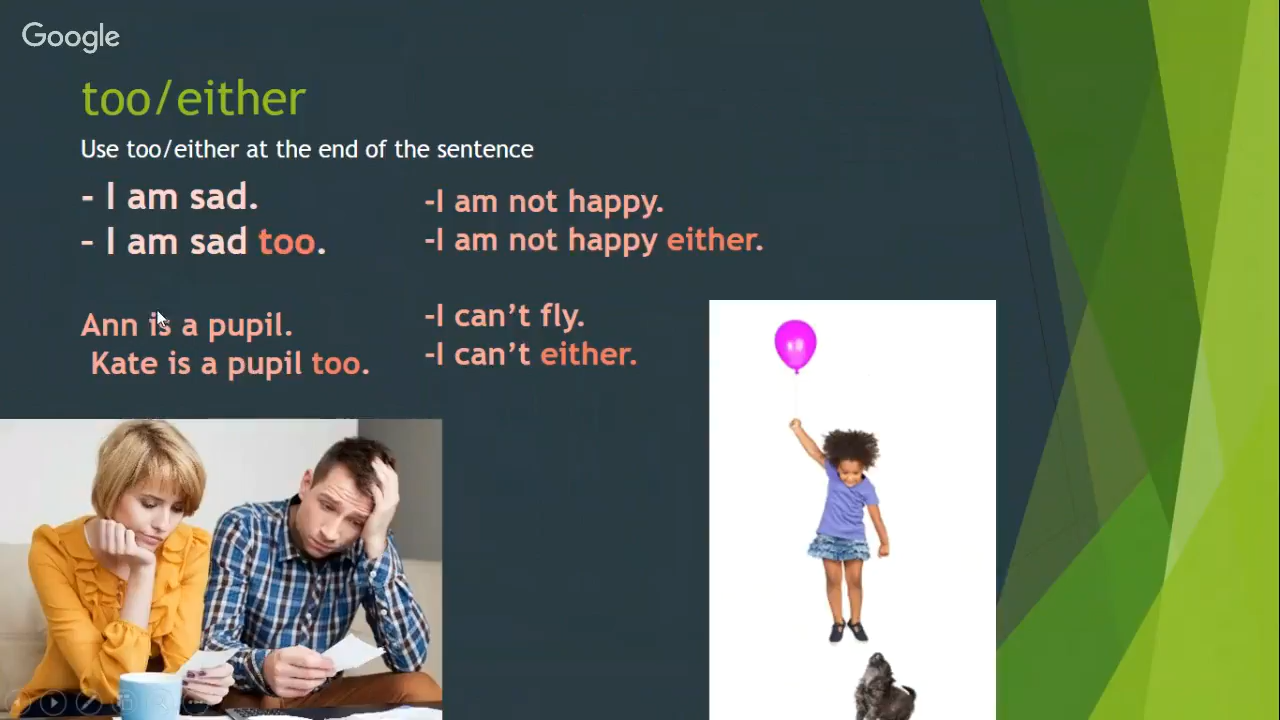 Google
too/either
Use too/either at the end of the sentence
- I am sad.
- I am sad too.
Ann is a pupil.
Kate is a pupil too.
-I am not happy.
-I am not happy either.
-I can't fly.
-I can't either.